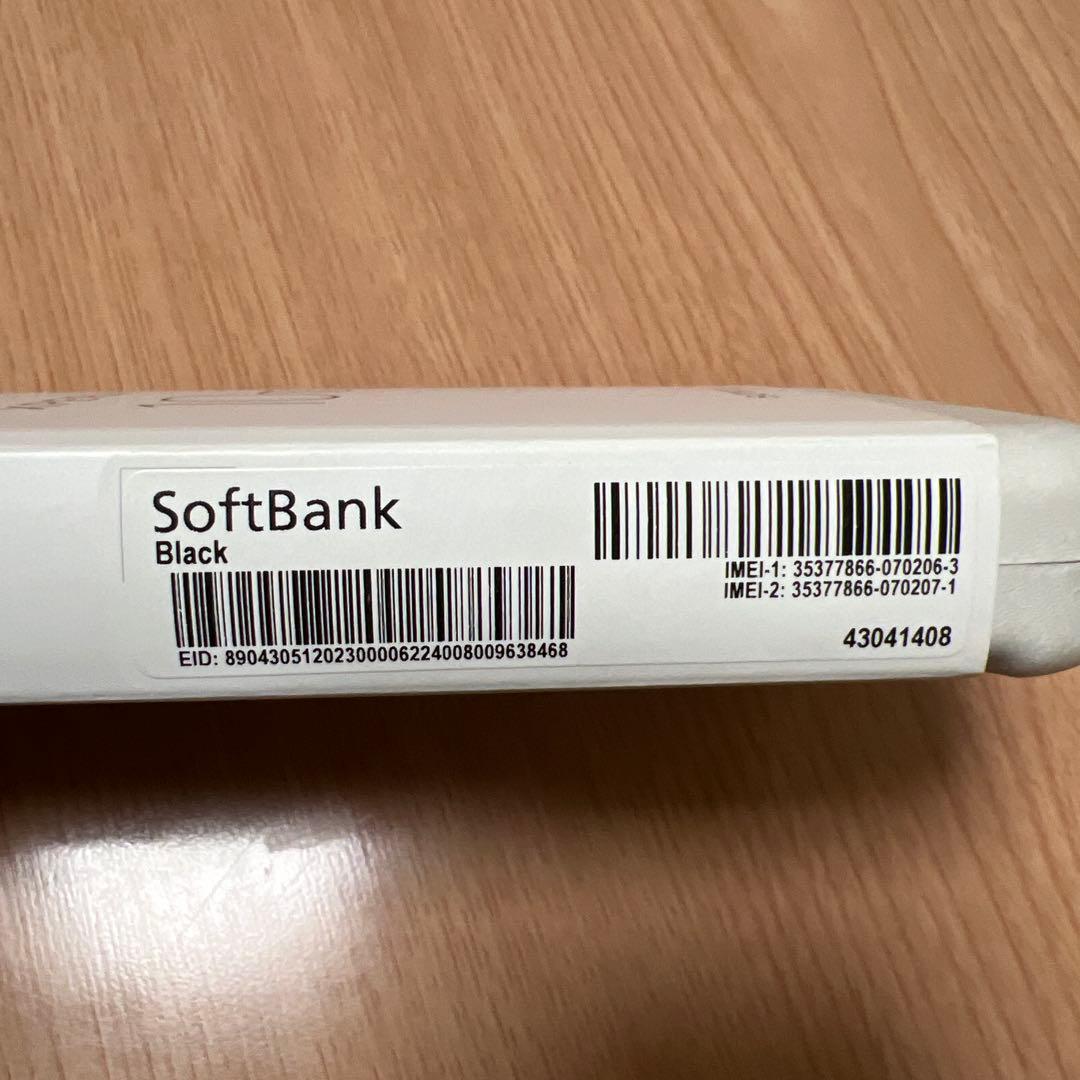 SoftBank
Black
EID: 89043051202300006224008009638468
IMEI-1: 35377866-070206-3
IMEI-2: 35377866-070207-1
43041408